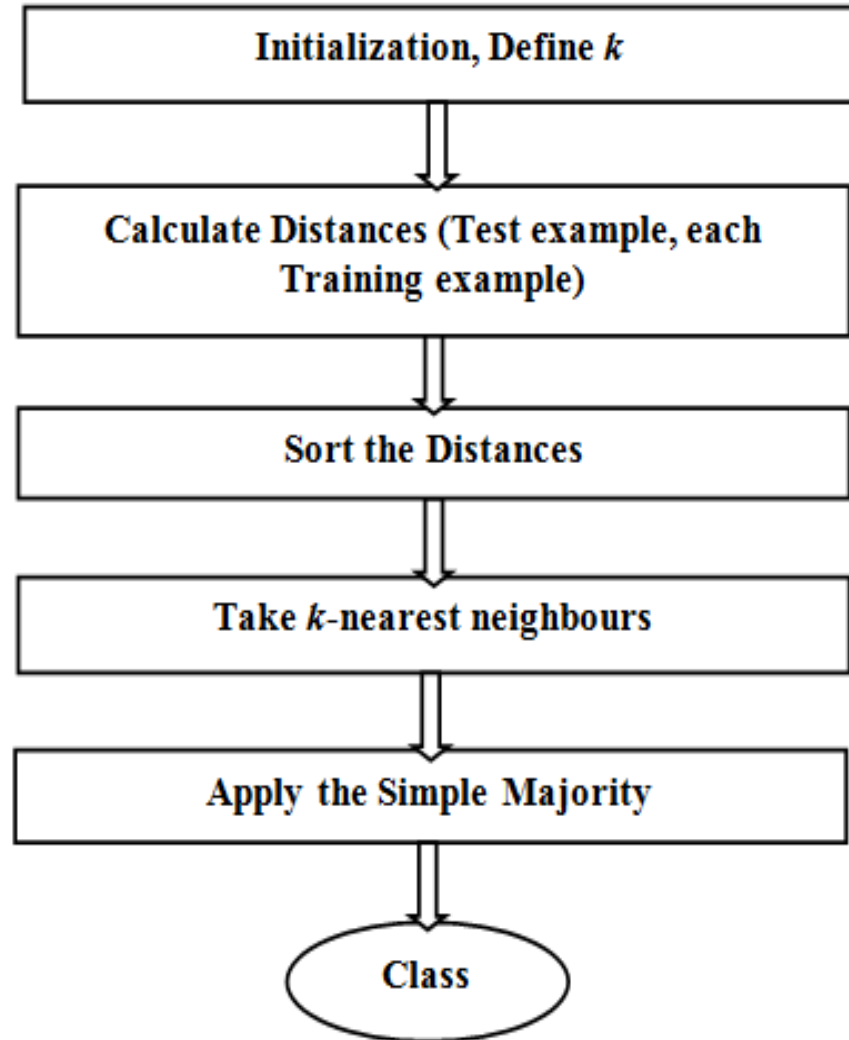 Initialization, Define k
Calculate Distances (Test example, each
Training example)
Sort the Distances
Take k-nearest neighbours
Apply the Simple Majority
Class